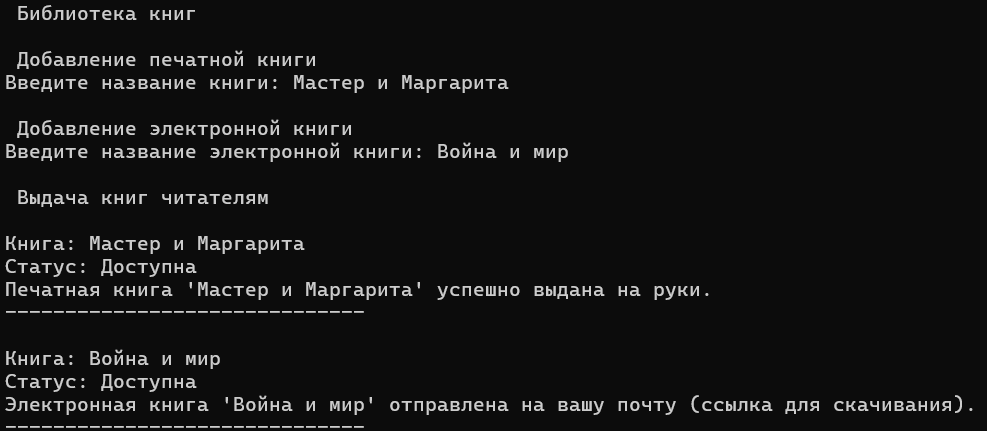 Библиотека книг
Добавление печатной книги
Введите название книги: Мастер и Маргарита
Добавление электронной книги
Введите название электронной книги: Война и мир
Выдача книг читателям
Книга: Мастер и Маргарита
Статус: Доступна
Печатная книга 'Мастер и Маргарита' успешно выдана на руки.
------------------------------
Книга: Война и мир
Статус: Доступна
Электронная книга 'Война и мир' отправлена на вашу почту (ссылка для скачивания).
------------------------------